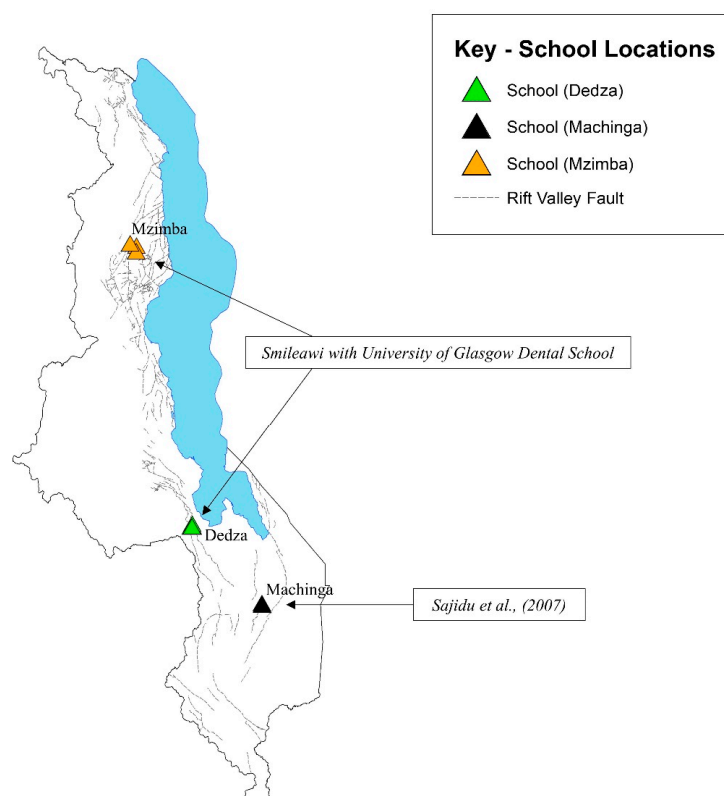 Key - School Locations
School (Dedza)
School (Machinga)
School (Mzimba)
Rift Valley Fault
Mzimba
Smileawi with University of Glasgow Dental School
Dedza
Machinga
Sajidu et al., (2007)